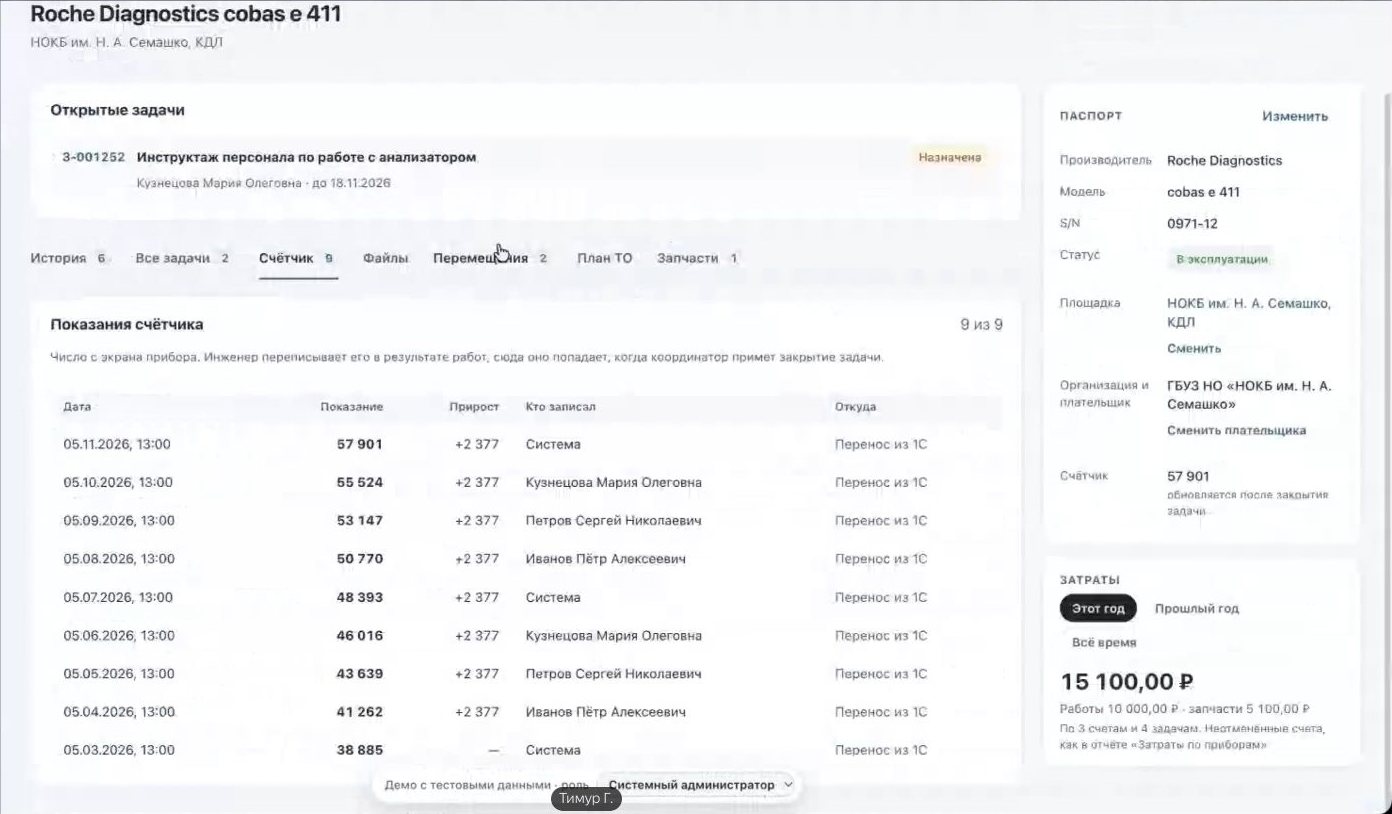 Roche Diagnostics cobas e 411
НОКБ им. Н. А. Семашко, КДЛ
Открытые задачи
З-001252 Инструктаж персонала по работе с анализатором Назначена
Кузнецова Мария Олеговна · до 18.11.2026
История 6 Все задачи 2 Счётчик 9 Файлы Перемещения 2 План ТО Запчасти 1
Показания счётчика 9 из 9
Число с экрана прибора. Инженер переписывает его в результате работ, сюда оно попадает, когда координатор примет закрытие задачи.
Дата Показание Прирост Кто записал Откуда
05.11.2026, 13:00 57 901 +2 377 Система Перенос из 1С
05.10.2026, 13:00 55 524 +2 377 Кузнецова Мария Олеговна Перенос из 1С
05.09.2026, 13:00 53 147 +2 377 Петров Сергей Николаевич Перенос из 1С
05.08.2026, 13:00 50 770 +2 377 Иванов Пётр Алексеевич Перенос из 1С
05.07.2026, 13:00 48 393 +2 377 Система Перенос из 1С
05.06.2026, 13:00 46 016 +2 377 Кузнецова Мария Олеговна Перенос из 1С
05.05.2026, 13:00 43 639 +2 377 Петров Сергей Николаевич Перенос из 1С
05.04.2026, 13:00 41 262 +2 377 Иванов Пётр Алексеевич Перенос из 1С
05.03.2026, 13:00 38 885 — Система Перенос из 1С
ПАСПОРТ Изменить
Производитель Roche Diagnostics
Модель cobas e 411
S/N 0971-12
Статус В эксплуатации
Площадка НОКБ им. Н. А. Семашко,
КДЛ
Сменить
Организация и ГБУЗ НО «НОКБ им. Н. А.
плательщик Семашко»
Сменить плательщика
Счётчик 57 901
обновляется после закрытия
задачи
ЗАТРАТЫ
Этот год Прошлый год
Всё время
15 100,00 ₽
Работы 10 000,00 ₽ · запчасти 5 100,00 ₽
По 3 счетам и 4 задачам. Неотменённые счета,
как в отчёте «Затраты по приборам»
Демо с тестовыми данными · роль Системный администратор
Тимур Г.